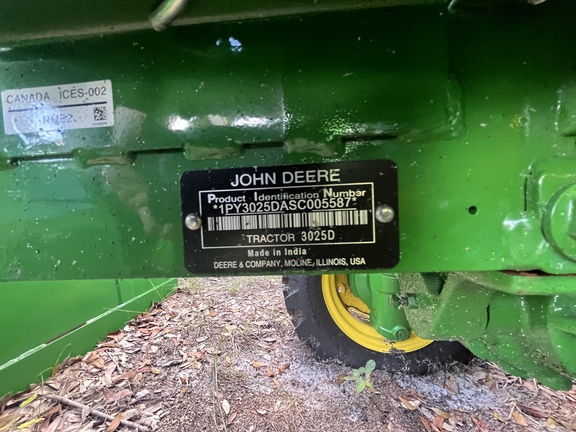 CANADA ICES-002
JOHN DEERE
Product Identification Number
*1PY3025DASC005587*
TRACTOR 3025D
Made in India
DEERE & COMPANY, MOLINE, ILLINOIS, USA